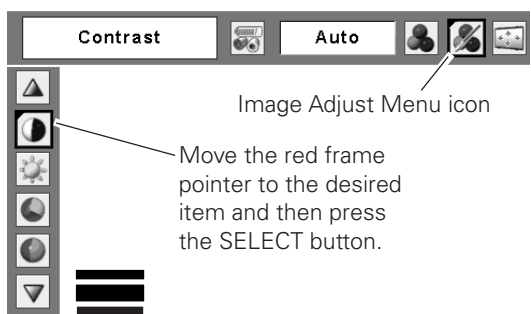 Contrast
Auto
Image Adjust Menu icon
Move the red frame
pointer to the desired
item and then press
the SELECT button.